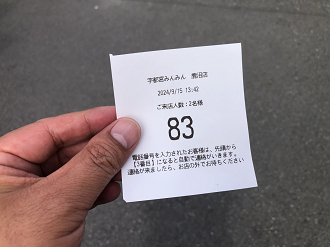 宇都宮みんみん 鹿沼店
2024/9/15 13:42
ご来店人数：2名様
83
電話番号を入力されたお客様は、先頭から
【3番目】になると自動で連絡がいきます。
連絡が来ましたら、お店の外でお待ちください